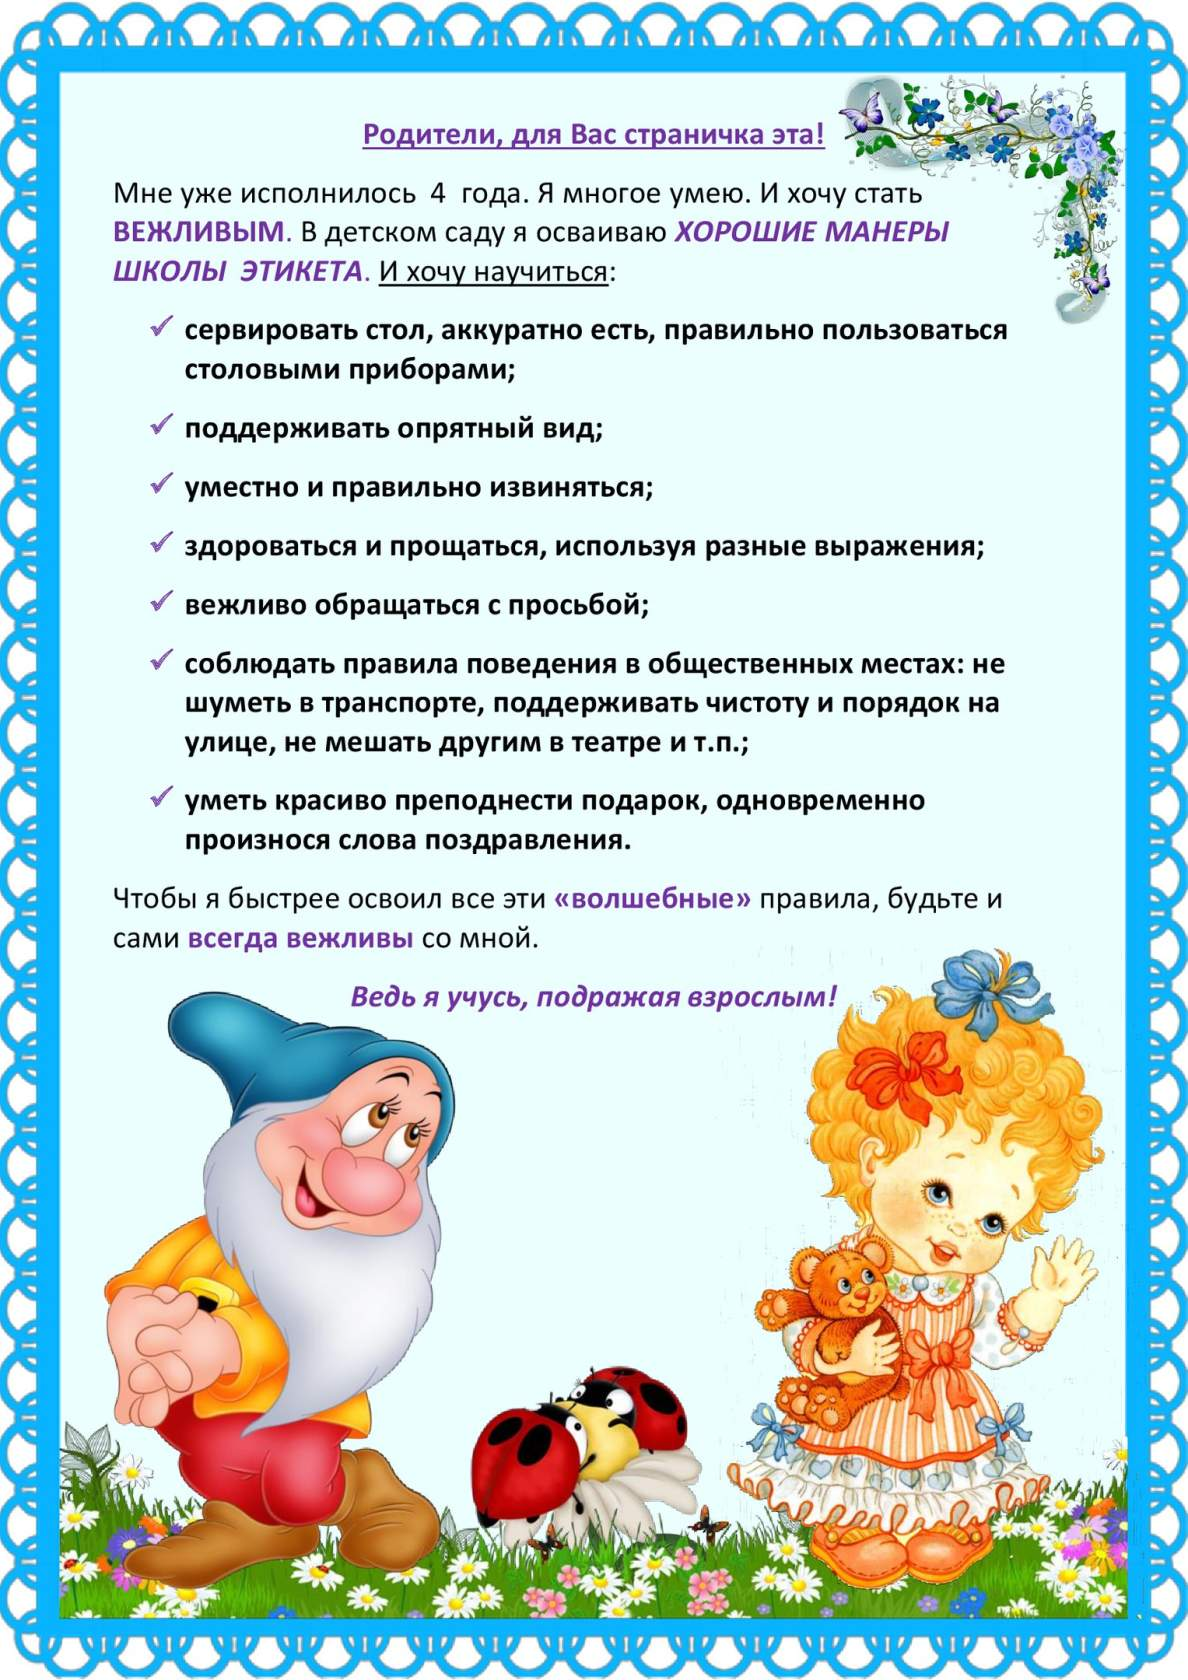 Родители, для Вас страничка эта!
Мне уже исполнилось 4 года. Я многое умею. И хочу стать
ВЕЖЛИВЫМ. В детском саду я осваиваю ХОРОШИЕ МАНЕРЫ
ШКОЛЫ ЭТИКЕТА. И хочу научиться:
✓ сервировать стол, аккуратно есть, правильно пользоваться
столовыми приборами;
✓ поддерживать опрятный вид;
✓ уместно и правильно извиняться;
✓ здороваться и прощаться, используя разные выражения;
✓ вежливо обращаться с просьбой;
✓ соблюдать правила поведения в общественных местах: не
шуметь в транспорте, поддерживать чистоту и порядок на
улице, не мешать другим в театре и т.п.;
✓ уметь красиво преподнести подарок, одновременно
произнося слова поздравления.
Чтобы я быстрее освоил все эти «волшебные» правила, будьте и
сами всегда вежливы со мной.
Ведь я учусь, подражая взрослым!